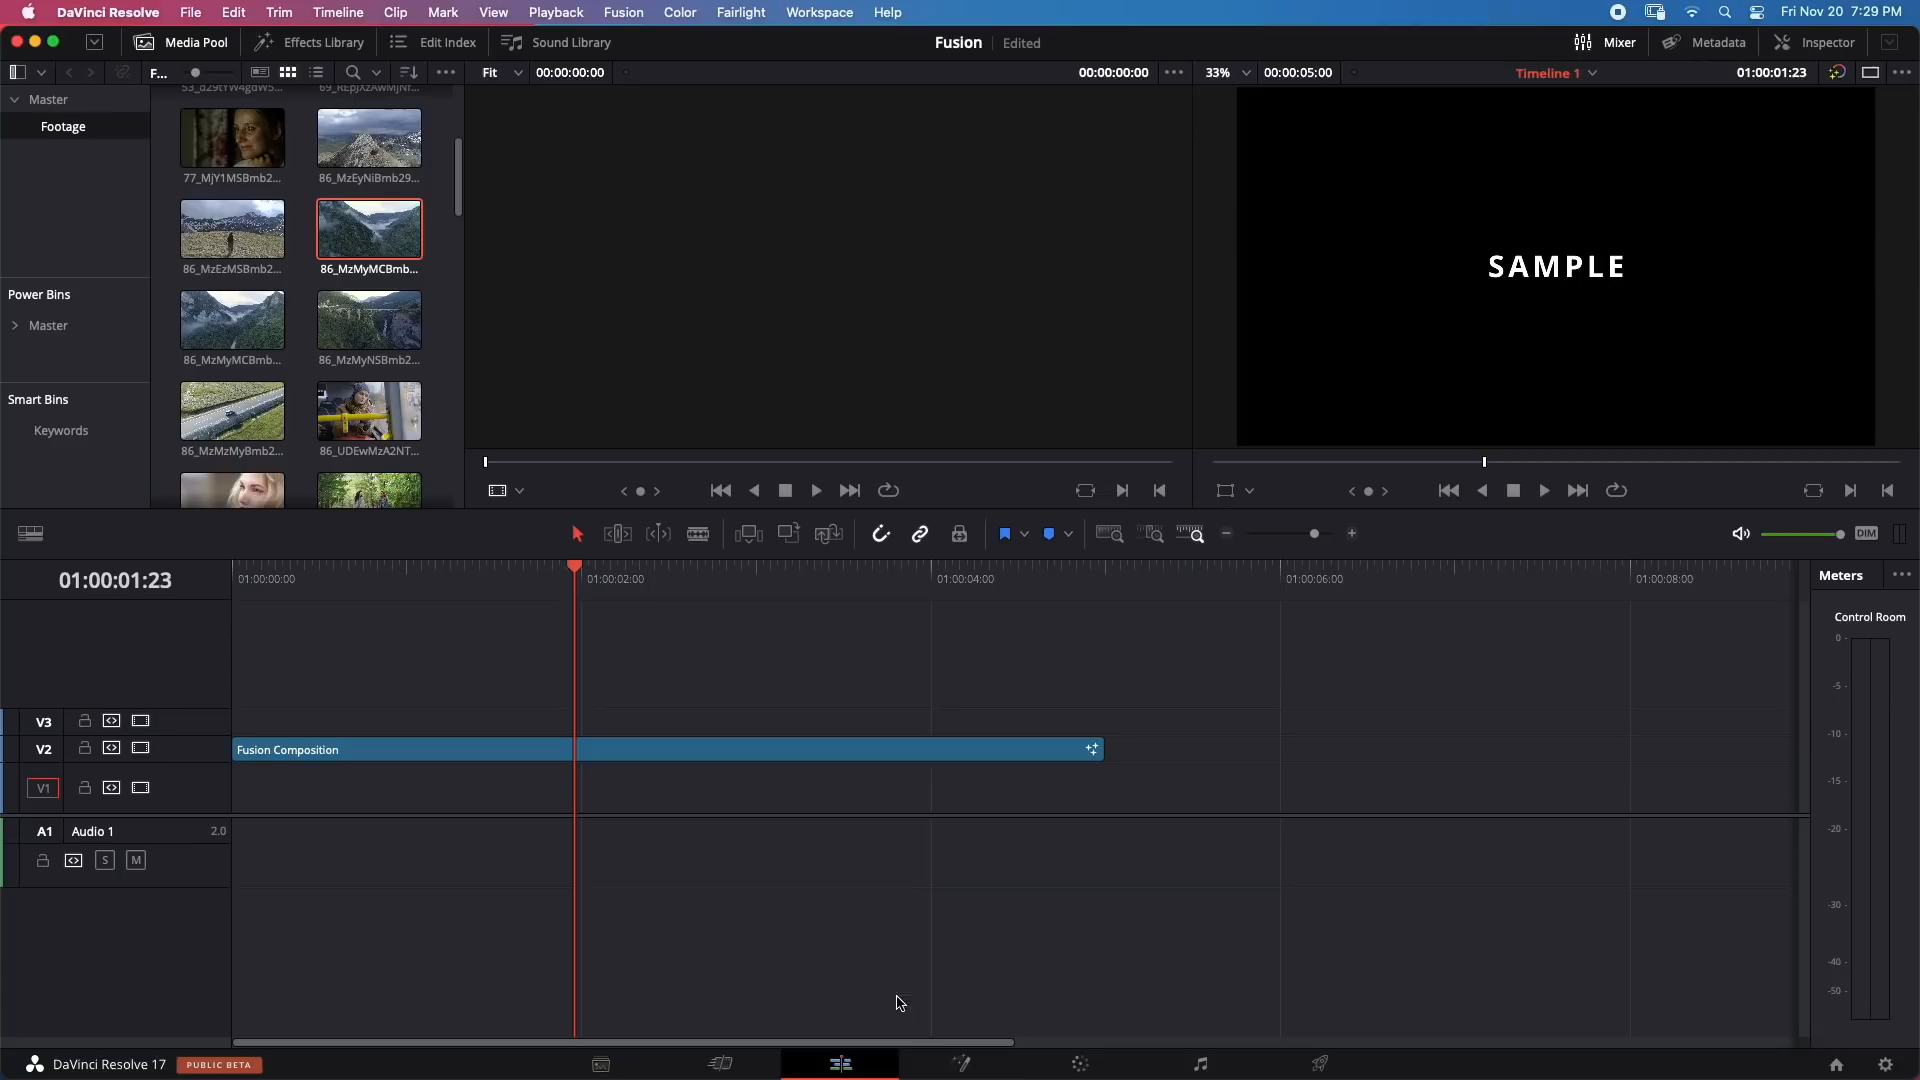 DaVinci Resolve File Edit Trim Timeline Clip Mark View Playback Fusion Color Fairlight Workspace Help Fri Nov 20 7:29 PM
Media Pool Effects Library Edit Index Sound Library Fusion Edited Mixer Metadata Inspector
F... Fit 00:00:00:00 00:00:00:00 33% 00:00:05:00 Timeline 1 01:00:01:23
Master
Footage
77_MjY1MSBmb2... 86_MzEyNiBmb29...
86_MzEzMSBmb2... 86_MzMyMCBmb...
SAMPLE
Power Bins
Master
86_MzMyMCBmb... 86_MzMyNSBmb2...
Smart Bins
Keywords
86_MzMzMyBmb2... 86_UDEwMzA2NT...
DIM
01:00:01:23 01:00:00:00 01:00:02:00 01:00:04:00 01:00:06:00 01:00:08:00 Meters
Control Room
0
-5
V3
-10
V2 Fusion Composition
V1
-15
A1 Audio 1 2.0
-20
S M
-30
-40
-50
DaVinci Resolve 17 PUBLIC BETA